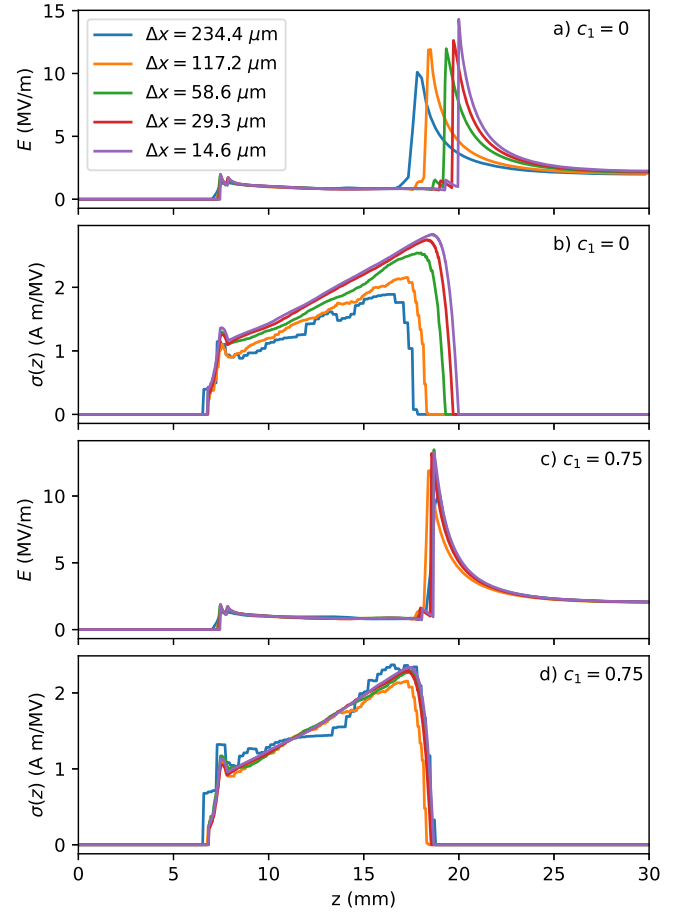 a) c₁ = 0
Δx = 234.4 μm
Δx = 117.2 μm
Δx = 58.6 μm
Δx = 29.3 μm
Δx = 14.6 μm
E (MV/m)
15
10
5
0
b) c₁ = 0
σ(z) (A m/MV)
2
1
0
c) c₁ = 0.75
E (MV/m)
10
5
0
d) c₁ = 0.75
σ(z) (A m/MV)
2
1
0
0 5 10 15 20 25 30
z (mm)